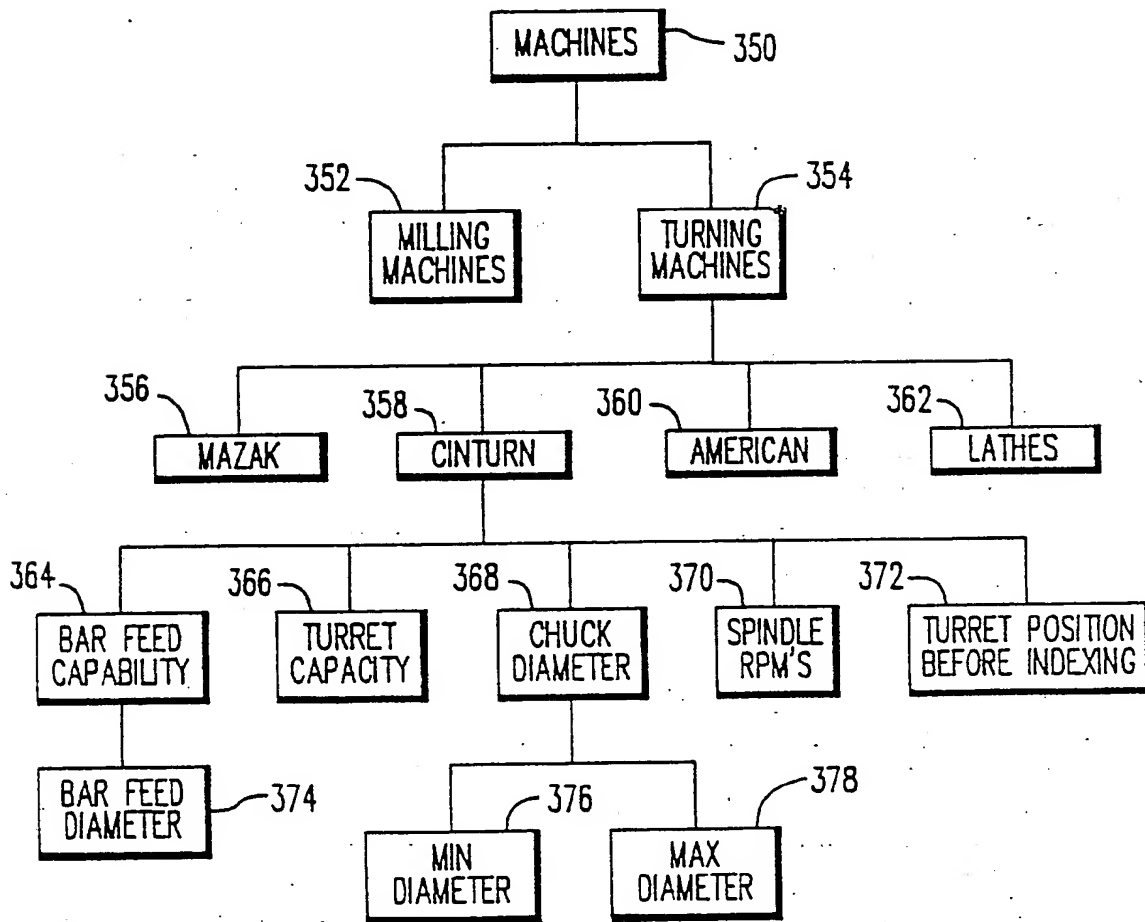 MACHINES
350
352
354
MILLING
MACHINES
TURNING
MACHINES
356
358
360
362
MAZAK
CINTURN
AMERICAN
LATHES
364
366
368
370
372
BAR FEED
CAPABILITY
TURRET
CAPACITY
CHUCK
DIAMETER
SPINDLE
RPM'S
TURRET POSITION
BEFORE INDEXING
BAR FEED
DIAMETER
374
376
378
MIN
DIAMETER
MAX
DIAMETER